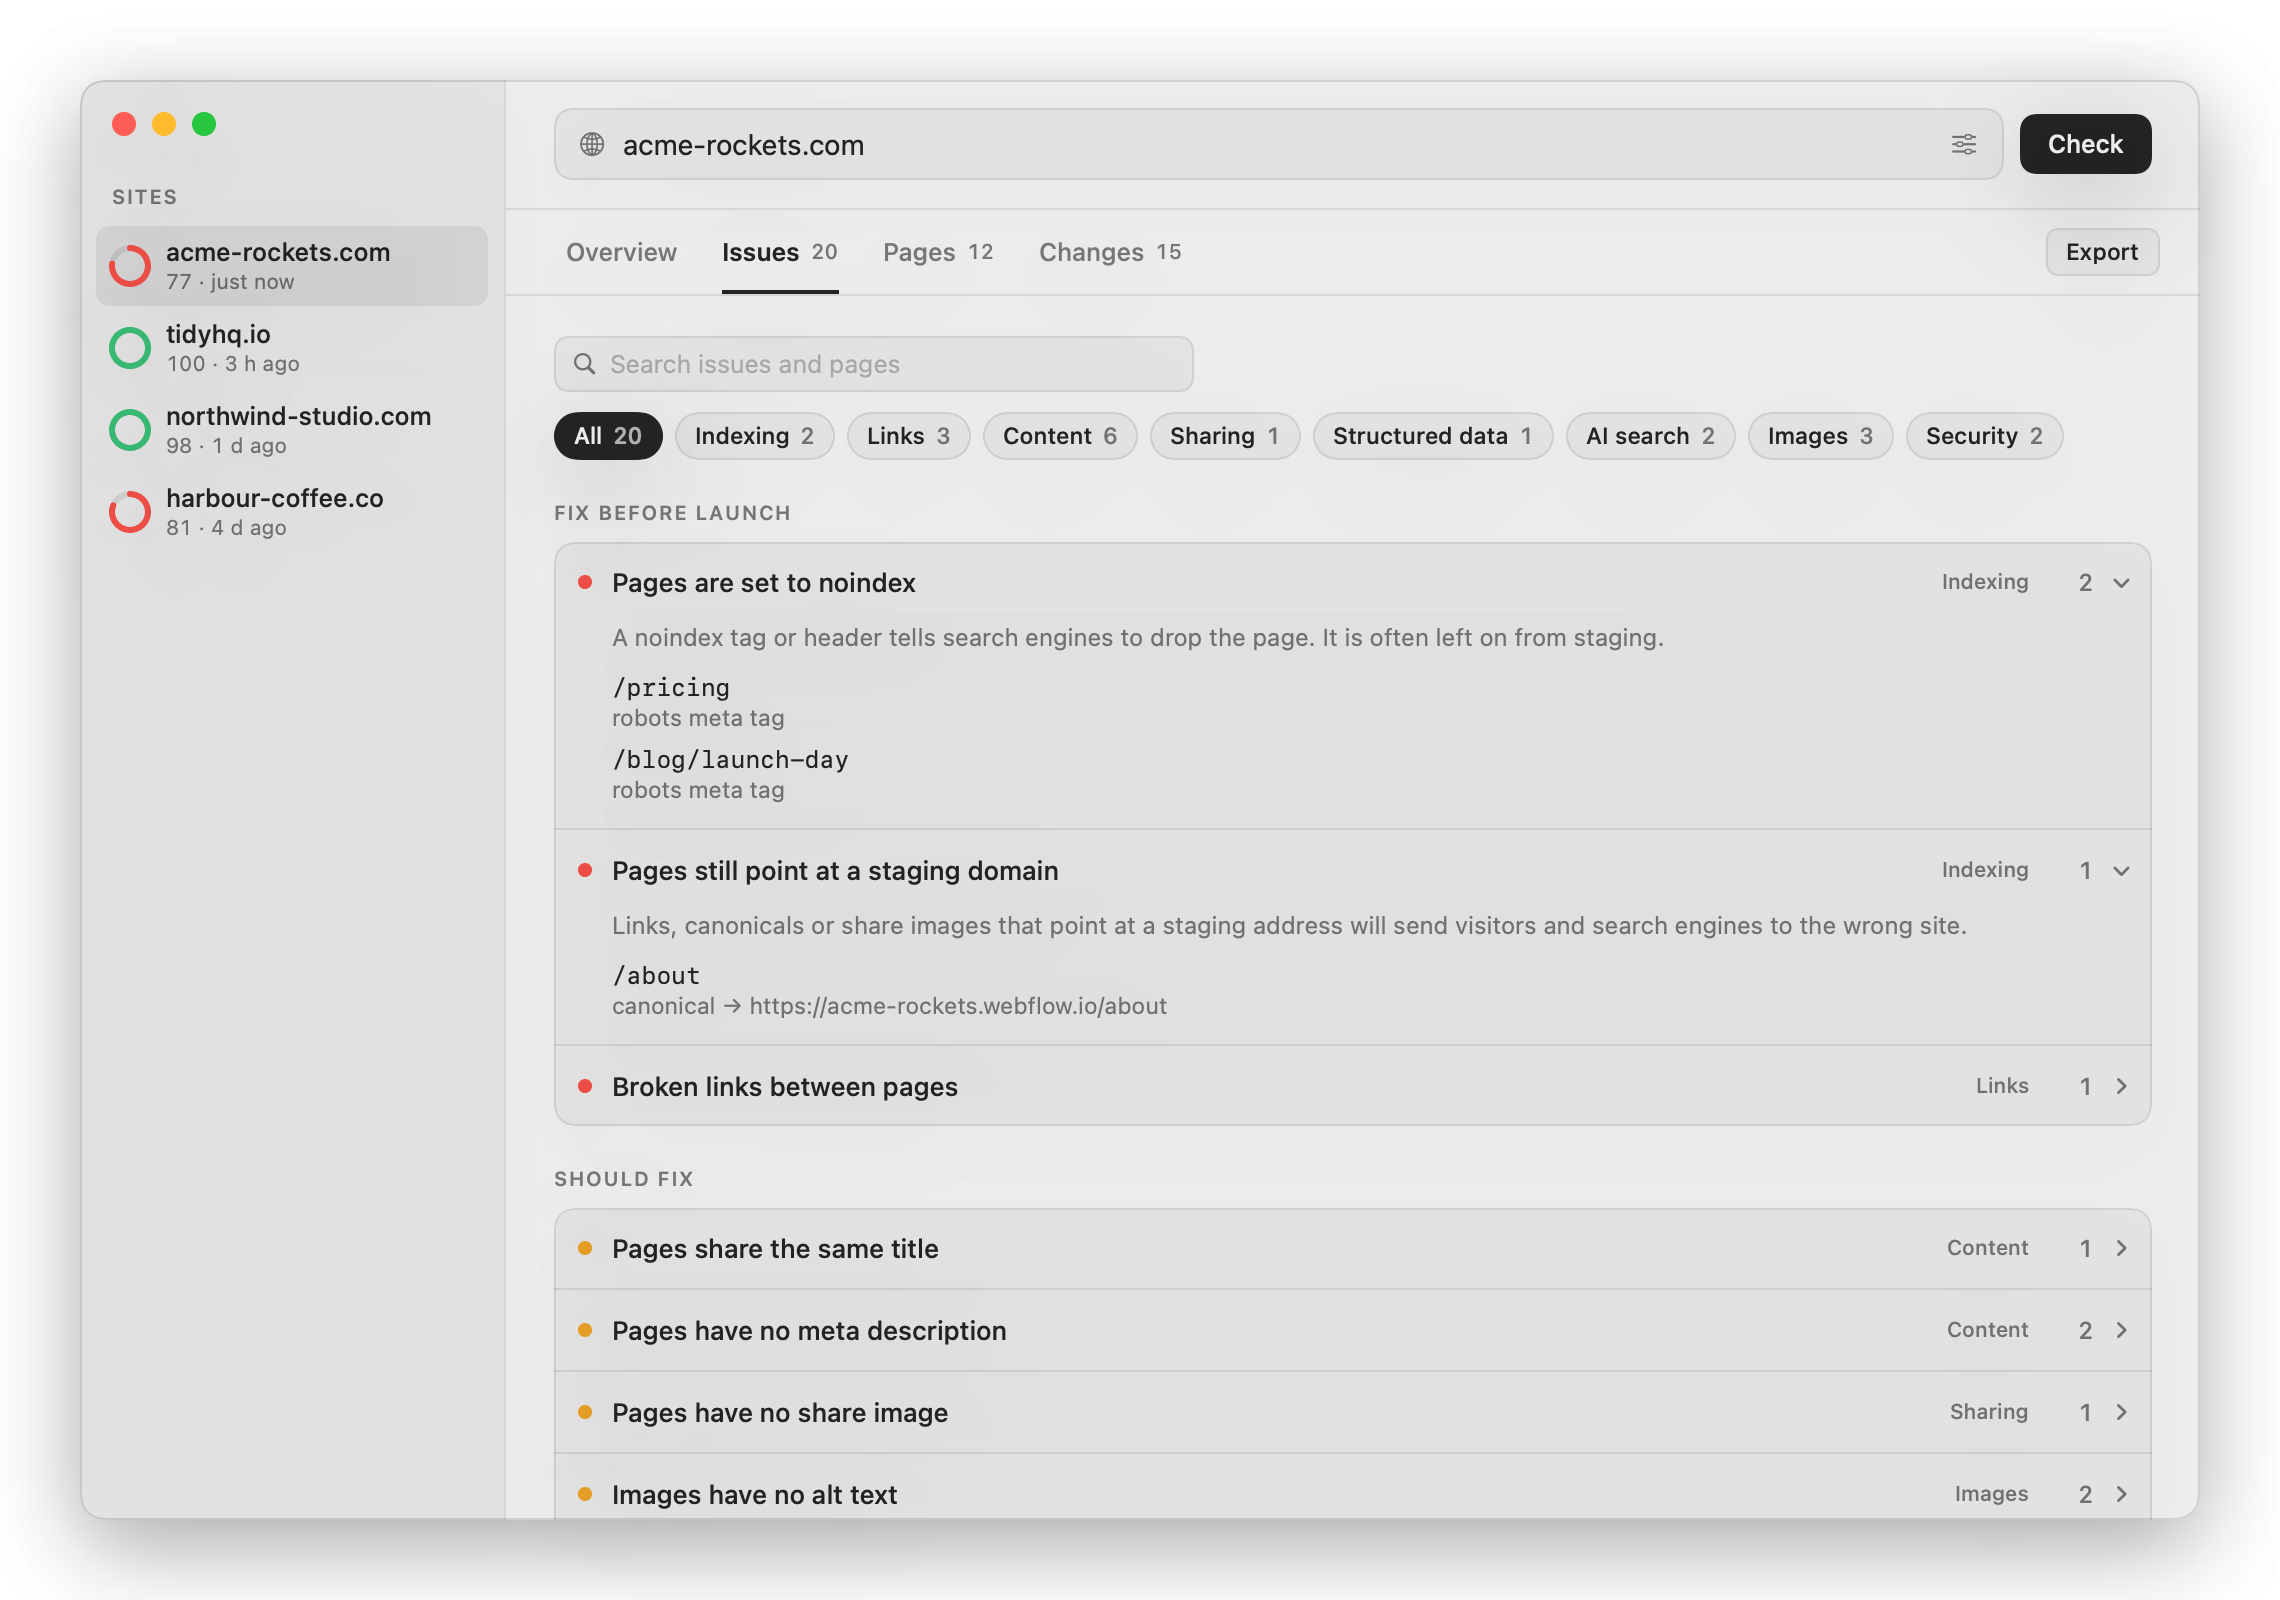 SITES
acme-rockets.com
77 · just now
tidyhq.io
100 · 3 h ago
northwind-studio.com
98 · 1 d ago
harbour-coffee.co
81 · 4 d ago
acme-rockets.com
Check
Overview Issues 20 Pages 12 Changes 15
Export
Search issues and pages
All 20 Indexing 2 Links 3 Content 6 Sharing 1 Structured data 1 AI search 2 Images 3 Security 2
FIX BEFORE LAUNCH
Pages are set to noindex Indexing 2
A noindex tag or header tells search engines to drop the page. It is often left on from staging.
/pricing
robots meta tag
/blog/launch-day
robots meta tag
Pages still point at a staging domain Indexing 1
Links, canonicals or share images that point at a staging address will send visitors and search engines to the wrong site.
/about
canonical → https://acme-rockets.webflow.io/about
Broken links between pages Links 1
SHOULD FIX
Pages share the same title Content 1
Pages have no meta description Content 2
Pages have no share image Sharing 1
Images have no alt text Images 2